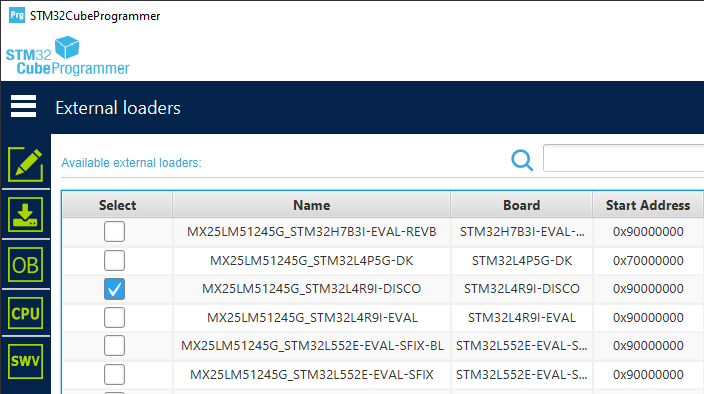 Prg STM32CubeProgrammer
STM32
CubeProgrammer
External loaders
Available external loaders:
Select Name Board Start Address
MX25LM51245G_STM32H7B3I-EVAL-REVB STM32H7B3I-EVAL-... 0x90000000
MX25LM51245G_STM32L4P5G-DK STM32L4P5G-DK 0x70000000
OB
MX25LM51245G_STM32L4R9I-DISCO STM32L4R9I-DISCO 0x90000000
CPU
MX25LM51245G_STM32L4R9I-EVAL STM32L4R9I-EVAL 0x90000000
MX25LM51245G_STM32L552E-EVAL-SFIX-BL STM32L552E-EVAL-S... 0x90000000
SWV
MX25LM51245G_STM32L552E-EVAL-SFIX STM32L552E-EVAL-S... 0x90000000